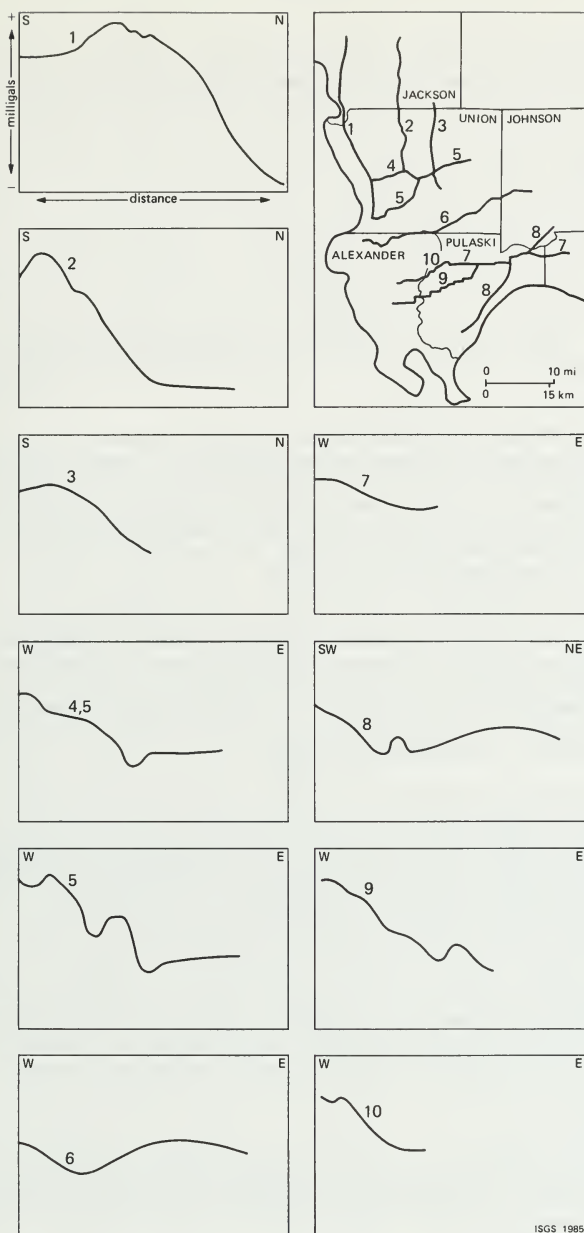 S N
+
milligals
−
distance
1
JACKSON
UNION JOHNSON
1 2 3
4 5
5
6
ALEXANDER PULASKI
8
10 7 7
9
8
0 10 mi
0 15 km
S N
2
S N
3
W E
7
W E
4,5
SW NE
8
W E
5
W E
9
W E
6
W E
10
ISGS 1985